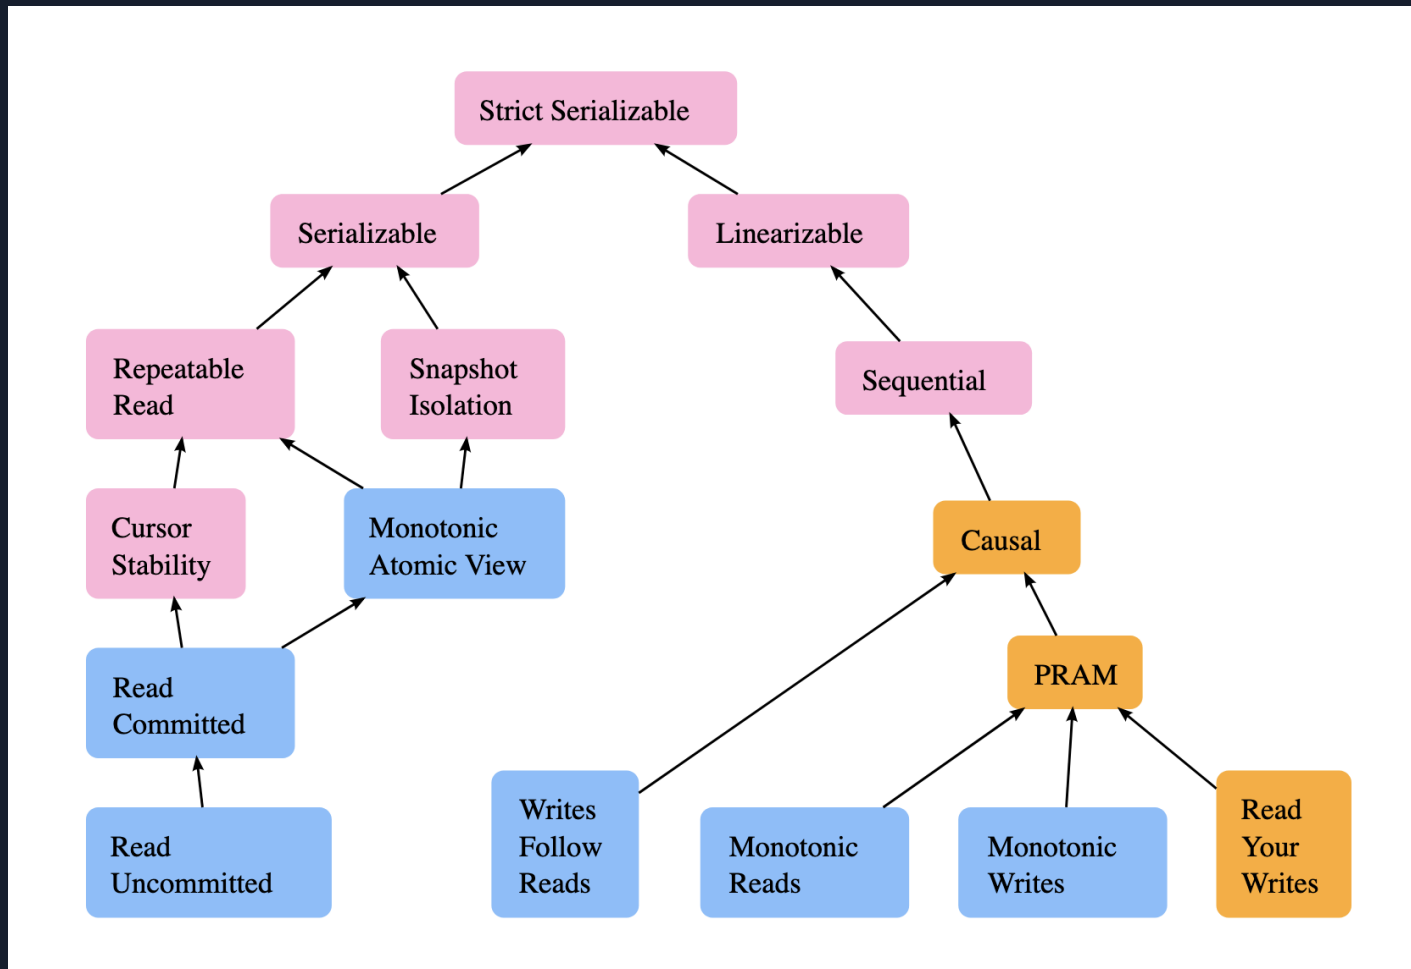 Strict Serializable
Serializable
Linearizable
Repeatable
Read
Snapshot
Isolation
Sequential
Cursor
Stability
Monotonic
Atomic View
Causal
Read
Committed
PRAM
Read
Uncommitted
Writes
Follow
Reads
Monotonic
Reads
Monotonic
Writes
Read
Your
Writes